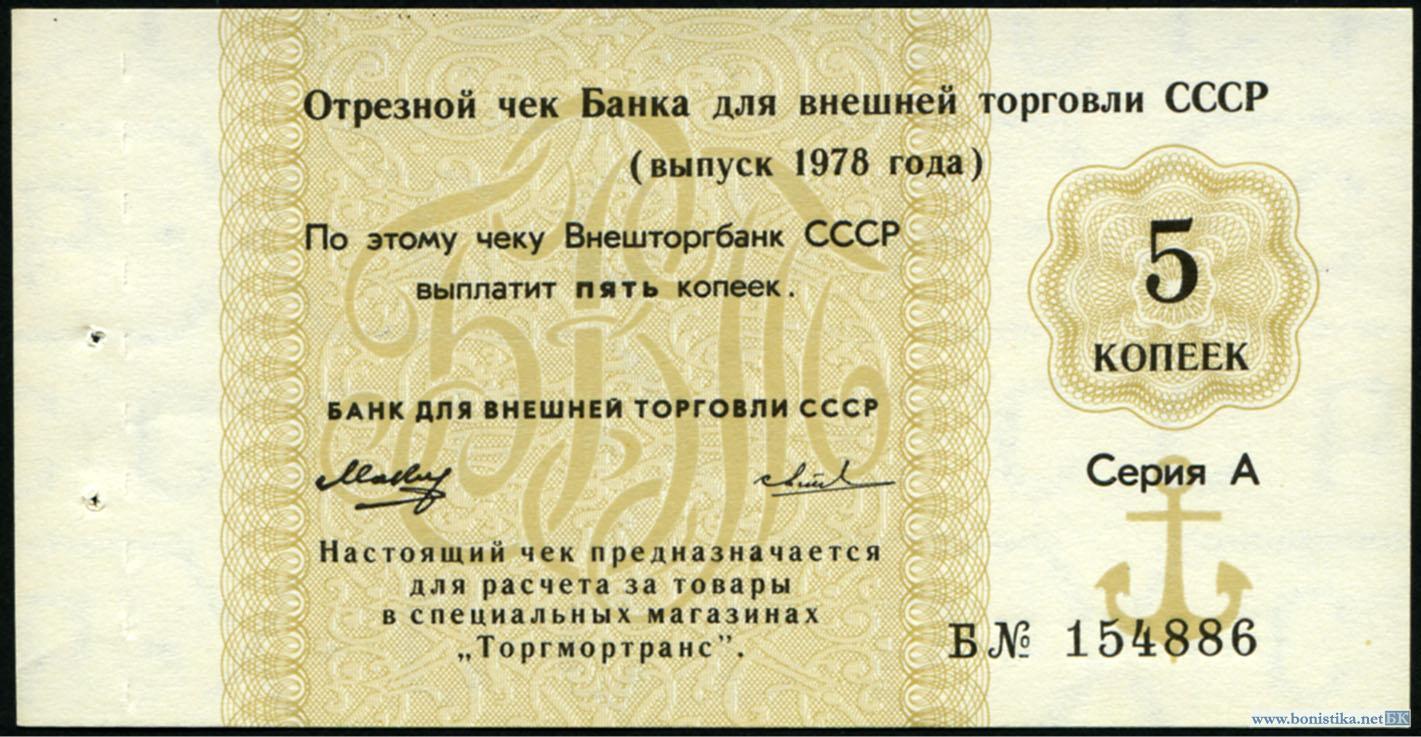 Отрезной чек Банка для внешней торговли СССР
(выпуск 1978 года)
По этому чеку Внешторгбанк СССР
выплатит пять копеек.
5
КОПЕЕК
БАНК ДЛЯ ВНЕШНЕЙ ТОРГОВЛИ СССР
Серия А
Настоящий чек предназначается
для расчета за товары
в специальных магазинах
„Торгмортранс".
Б№ 154886
www.bonistika.net БК